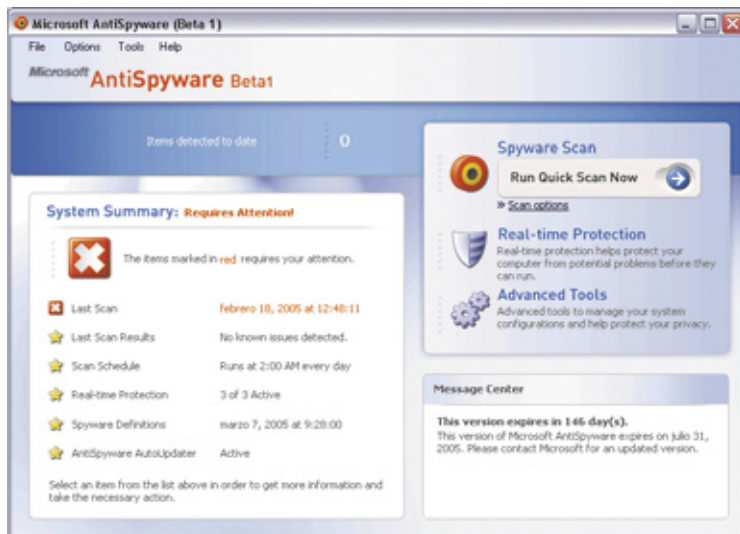 Microsoft AntiSpyware (Beta 1)
File Options Tools Help
Microsoft AntiSpyware Beta1
Items detected to date 0
System Summary: Requires Attention!
The items marked in red requires your attention.
Last Scan febrero 18, 2005 at 12:48:11
Last Scan Results No known issues detected.
Scan Schedule Runs at 2:00 AM every day
Real-time Protection 3 of 3 Active
Spyware Definitions marzo 7, 2005 at 9:28:00
AntiSpyware AutoUpdater Active
Select an item from the list above in order to get more information and
take the necessary action.
Spyware Scan
Run Quick Scan Now
» Scan options
Real-time Protection
Real-time protection helps protect your
computer from potential problems before they
can run.
Advanced Tools
Advanced tools to manage your system
configurations and help protect your privacy.
Message Center
This version expires in 146 day(s).
This version of Microsoft AntiSpyware expires on julio 31,
2005. Please contact Microsoft for an updated version.